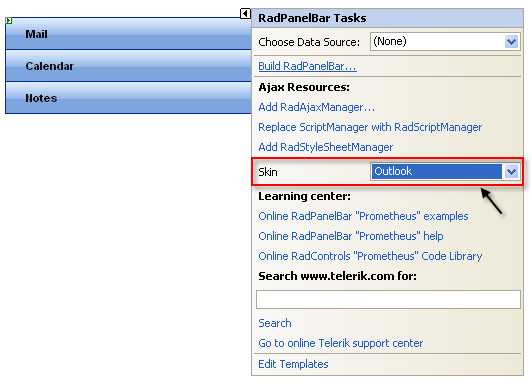 Mail
Calendar
Notes
RadPanelBar Tasks
Choose Data Source: (None)
Build RadPanelBar...
Ajax Resources:
Add RadAjaxManager...
Replace ScriptManager with RadScriptManager
Add RadStyleSheetManager
Skin Outlook
Learning center:
Online RadPanelBar "Prometheus" examples
Online RadPanelBar "Prometheus" help
Online RadControls "Prometheus" Code Library
Search www.telerik.com for:
Search
Go to online Telerik support center
Edit Templates